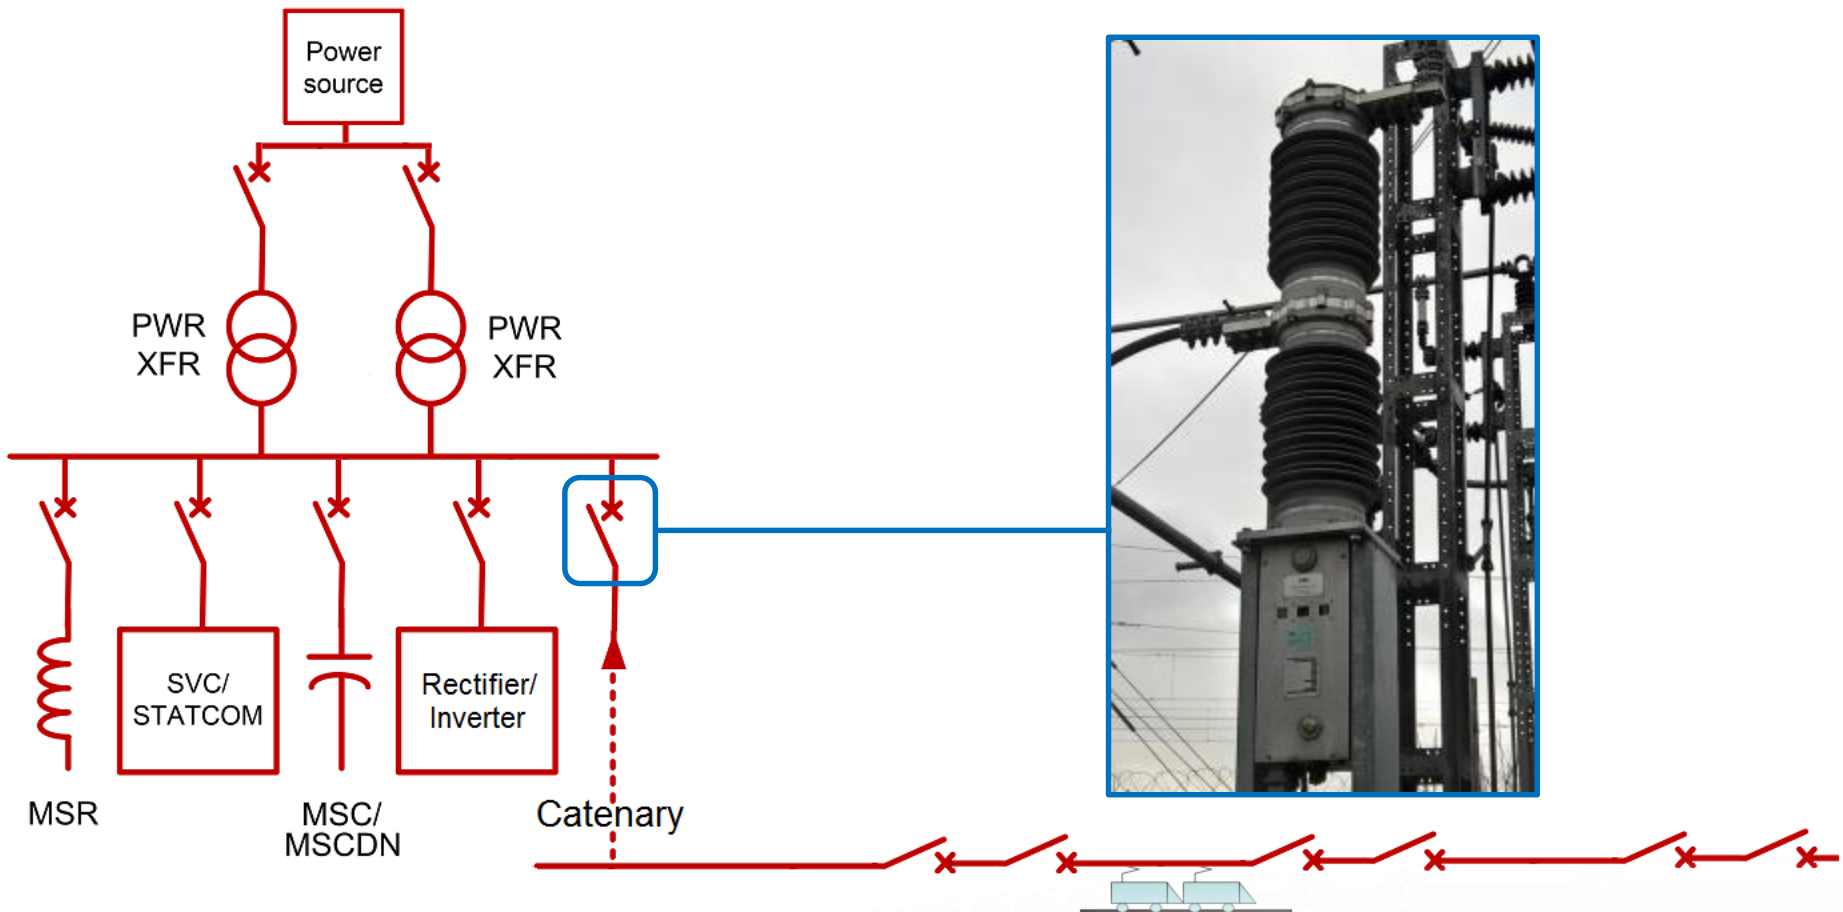 Power
source
PWR
XFR
PWR
XFR
SVC/
STATCOM
Rectifier/
Inverter
MSR
MSC/
MSCDN
Catenary